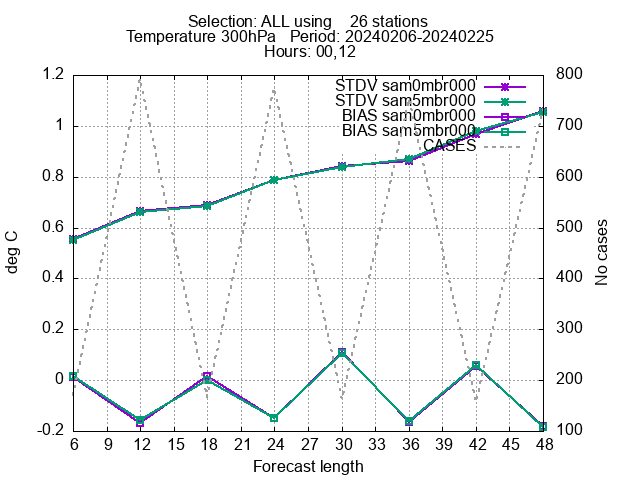 Selection: ALL using    26 stations
Temperature 300hPa   Period: 20240206-20240225
Hours: 00,12
1.2
1
0.8
0.6
0.4
0.2
0
-0.2
deg C
800
700
600
500
400
300
200
100
No cases
STDV sam0mbr000
STDV sam5mbr000
BIAS sam0mbr000
BIAS sam5mbr000
CASES
6 9 12 15 18 21 24 27 30 33 36 39 42 45 48
Forecast length